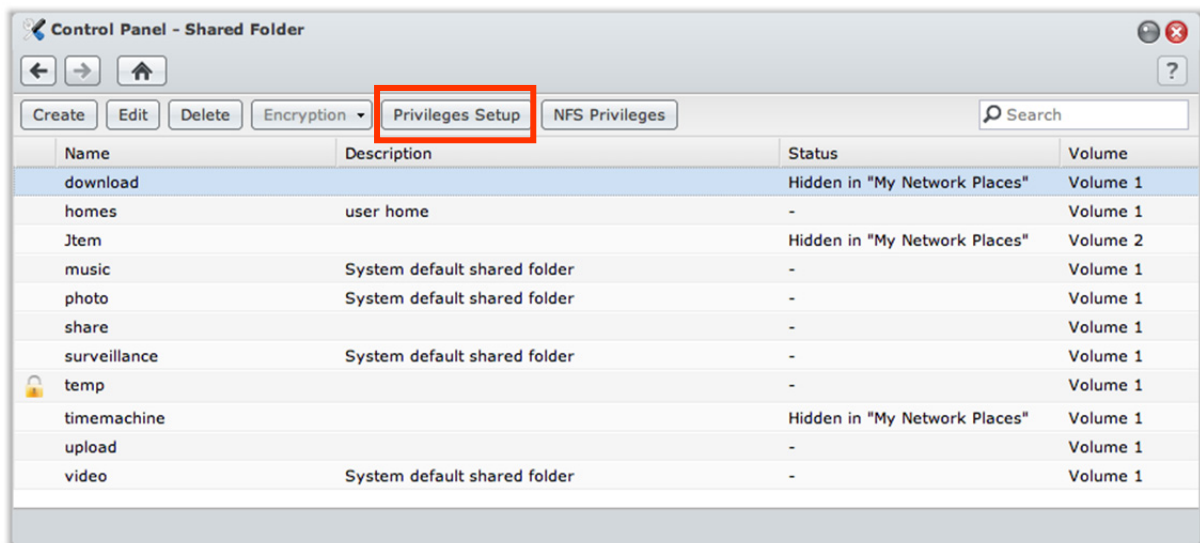 Control Panel - Shared Folder
?
Create Edit Delete Encryption Privileges Setup NFS Privileges Search
Name Description Status Volume
download Hidden in "My Network Places" Volume 1
homes user home - Volume 1
Jtem Hidden in "My Network Places" Volume 2
music System default shared folder - Volume 1
photo System default shared folder - Volume 1
share - Volume 1
surveillance System default shared folder - Volume 1
temp - Volume 1
timemachine Hidden in "My Network Places" Volume 1
upload - Volume 1
video System default shared folder - Volume 1